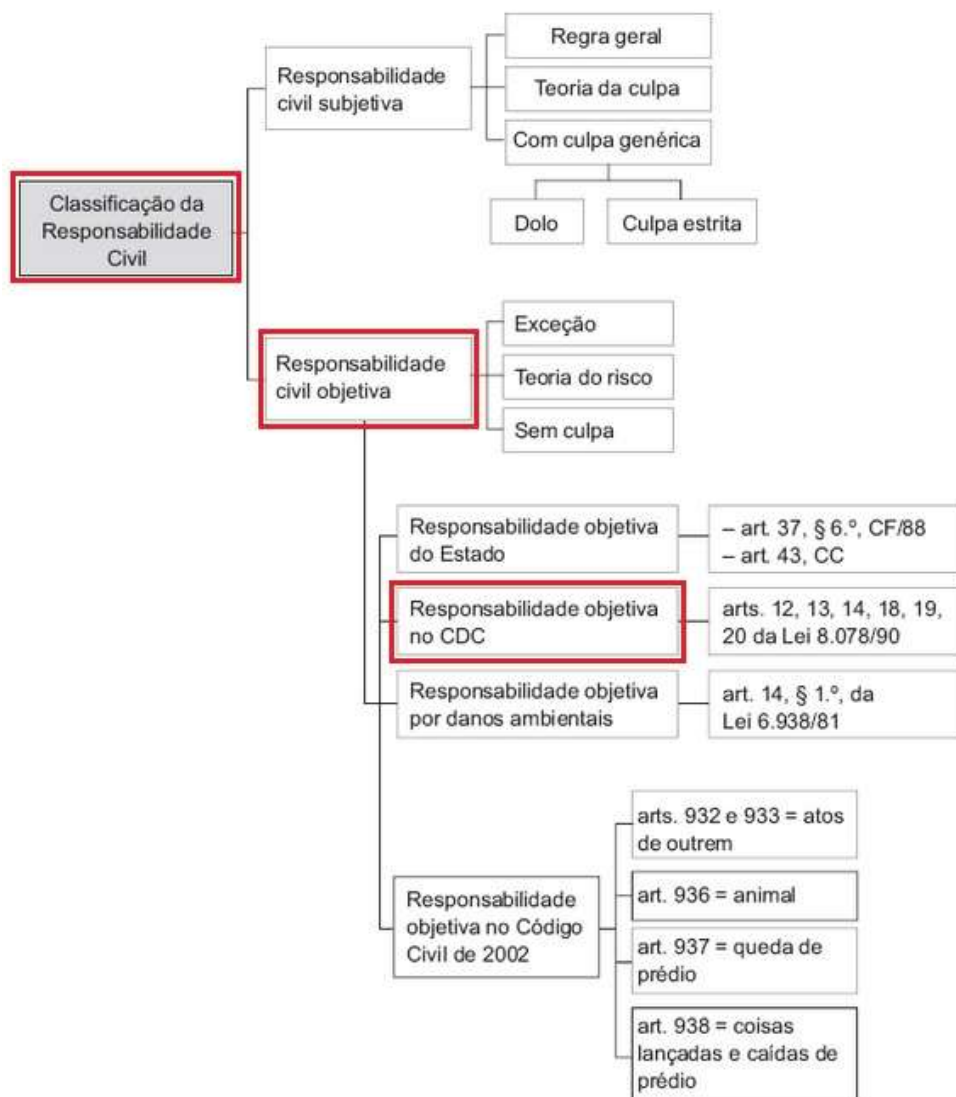 Classificação da
Responsabilidade
Civil
Responsabilidade
civil subjetiva
Regra geral
Teoria da culpa
Com culpa genérica
Dolo
Culpa estrita
Responsabilidade
civil objetiva
Exceção
Teoria do risco
Sem culpa
Responsabilidade objetiva
do Estado
– art. 37, § 6.º, CF/88
– art. 43, CC
Responsabilidade objetiva
no CDC
arts. 12, 13, 14, 18, 19,
20 da Lei 8.078/90
Responsabilidade objetiva
por danos ambientais
art. 14, § 1.º, da
Lei 6.938/81
Responsabilidade
objetiva no Código
Civil de 2002
arts. 932 e 933 = atos
de outrem
art. 936 = animal
art. 937 = queda de
prédio
art. 938 = coisas
lançadas e caídas de
prédio